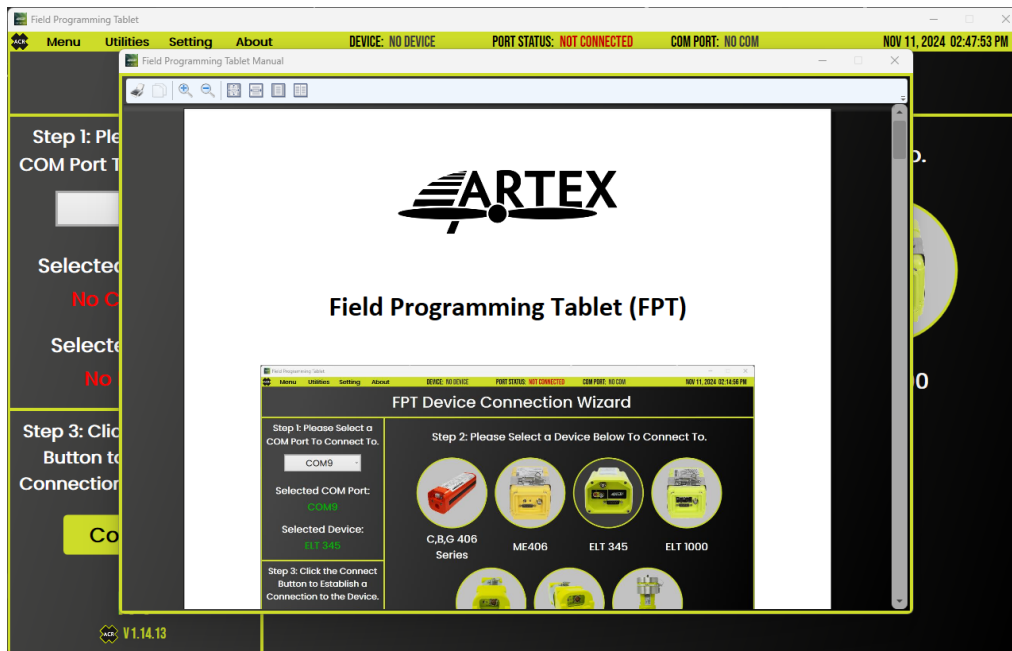 Field Programming Tablet
Menu Utilities Setting About DEVICE: NO DEVICE PORT STATUS: NOT CONNECTED COM PORT: NO COM NOV 11, 2024 02:47:53 PM
Field Programming Tablet Manual
Step 1: Ple
COM Port T
Selected
No C
Selecte
No
Step 3: Clic
Button to
Connection
Co
ACR V 1.14.13
o.
00
ARTEX
Field Programming Tablet (FPT)
Field Programming Tablet
Menu Utilities Setting About DEVICE: NO DEVICE PORT STATUS: NOT CONNECTED COM PORT: NO COM NOV 11, 2024 02:14:56 PM
FPT Device Connection Wizard
Step 1: Please Select a
COM Port To Connect To.
COM9
Selected COM Port:
COM9
Selected Device:
ELT 345
Step 3: Click the Connect
Button to Establish a
Connection to the Device.
Step 2: Please Select a Device Below To Connect To.
C,B,G 406
Series
ME406
ELT 345
ELT 1000